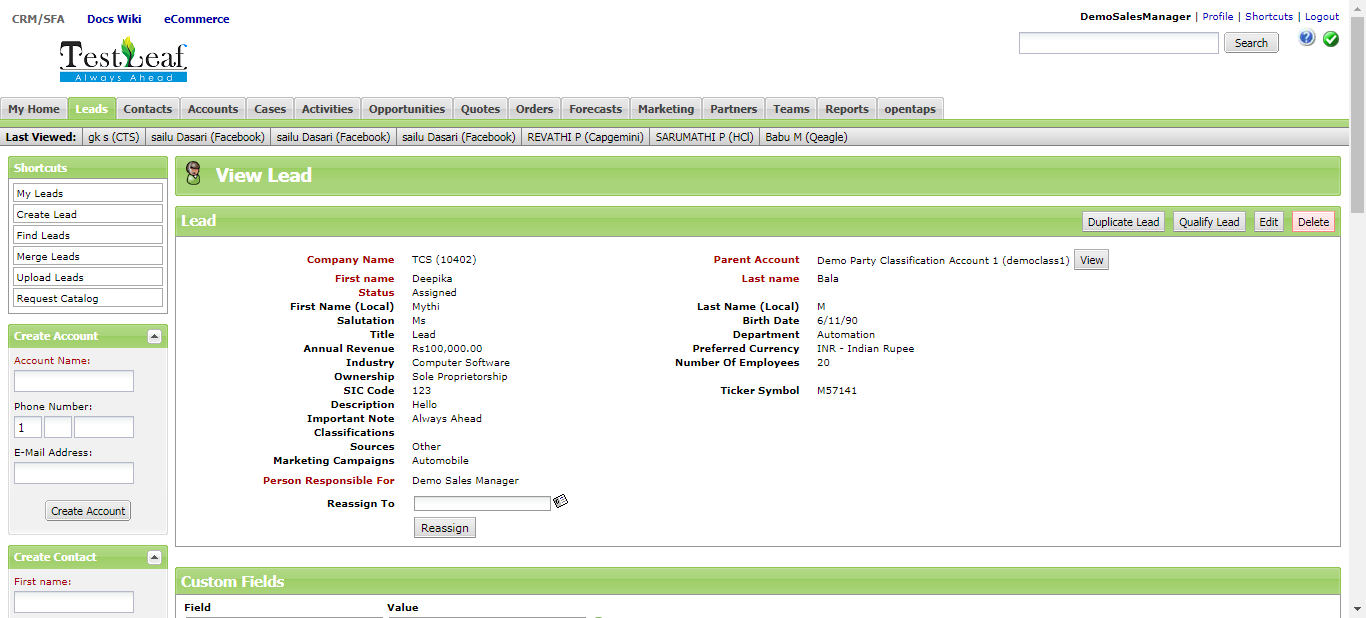 CRM/SFA Docs Wiki eCommerce
DemoSalesManager | Profile | Shortcuts | Logout
TestLeaf
Always Ahead
Search
My Home Leads Contacts Accounts Cases Activities Opportunities Quotes Orders Forecasts Marketing Partners Teams Reports opentaps
Last Viewed: gk s (CTS) sailu Dasari (Facebook) sailu Dasari (Facebook) sailu Dasari (Facebook) REVATHI P (Capgemini) SARUMATHI P (HCl) Babu M (Qeagle)
Shortcuts
My Leads
Create Lead
Find Leads
Merge Leads
Upload Leads
Request Catalog
Create Account
Account Name:
Phone Number:
1
E-Mail Address:
Create Account
Create Contact
First name:
View Lead
Lead Duplicate Lead Qualify Lead Edit Delete
Company Name TCS (10402) Parent Account Demo Party Classification Account 1 (democlass1) View
First name Deepika Last name Bala
Status Assigned
First Name (Local) Mythi Last Name (Local) M
Salutation Ms Birth Date 6/11/90
Title Lead Department Automation
Annual Revenue Rs100,000.00 Preferred Currency INR - Indian Rupee
Industry Computer Software Number Of Employees 20
Ownership Sole Proprietorship
SIC Code 123 Ticker Symbol M57141
Description Hello
Important Note Always Ahead
Classifications
Sources Other
Marketing Campaigns Automobile
Person Responsible For Demo Sales Manager
Reassign To
Reassign
Custom Fields
Field Value